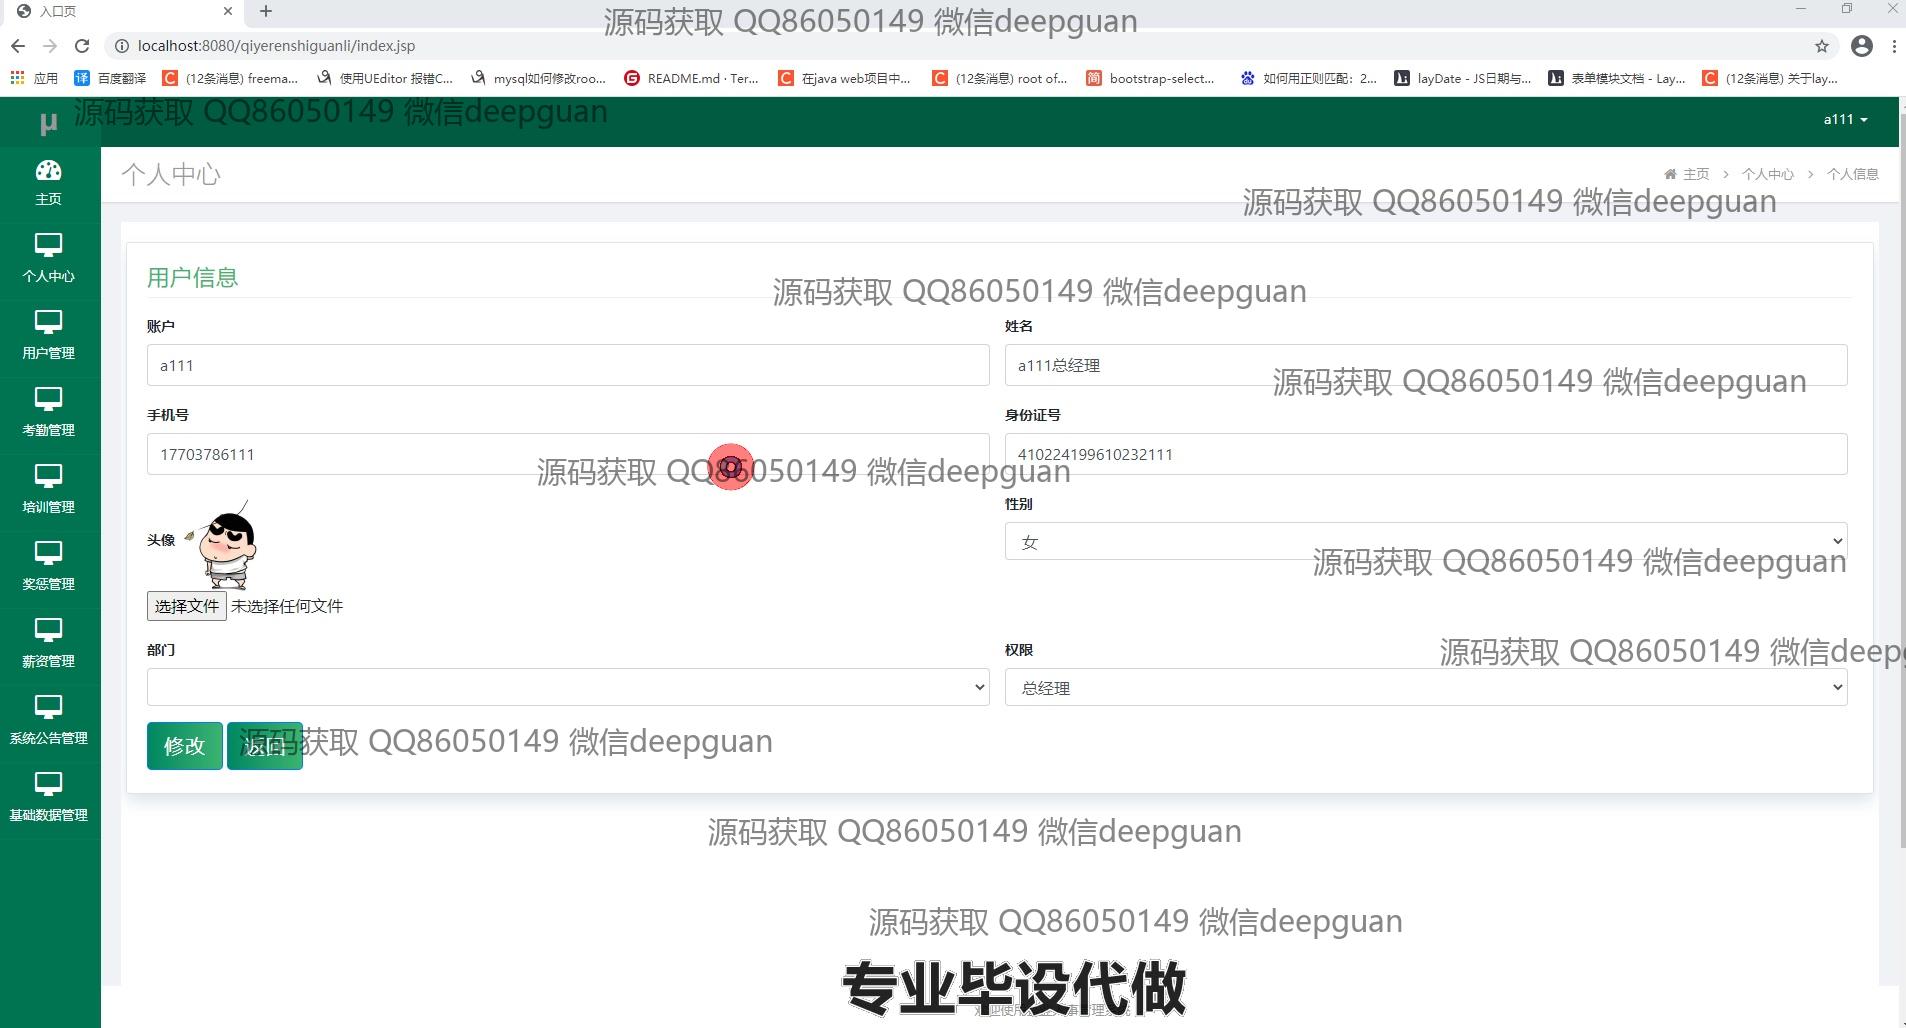 入口页
源码获取 QQ86050149 微信deepguan
localhost:8080/qiyerenshiguanli/index.jsp
应用 百度翻译 (12条消息) freema... 使用UEditor 报错C... mysql如何修改roo... README.md · Ter... 在java web项目中... (12条消息) root of... bootstrap-select... 如何用正则匹配：2... layDate - JS日期与... 表单模块文档 - Lay... (12条消息) 关于lay...
μ 源码获取 QQ86050149 微信deepguan a111
主页
个人中心
用户管理
考勤管理
培训管理
奖惩管理
薪资管理
系统公告管理
基础数据管理
个人中心 主页 > 个人中心 > 个人信息
源码获取 QQ86050149 微信deepguan
用户信息
源码获取 QQ86050149 微信deepguan
账户 姓名
a111 a111总经理
源码获取 QQ86050149 微信deepguan
手机号 身份证号
17703786111 410224199610232111
源码获取 QQ86050149 微信deepguan
头像 性别
女
源码获取 QQ86050149 微信deepguan
选择文件 未选择任何文件
部门 权限
源码获取 QQ86050149 微信deep
总经理
修改 返回
源码获取 QQ86050149 微信deepguan
源码获取 QQ86050149 微信deepguan
源码获取 QQ86050149 微信deepguan
专业毕设代做